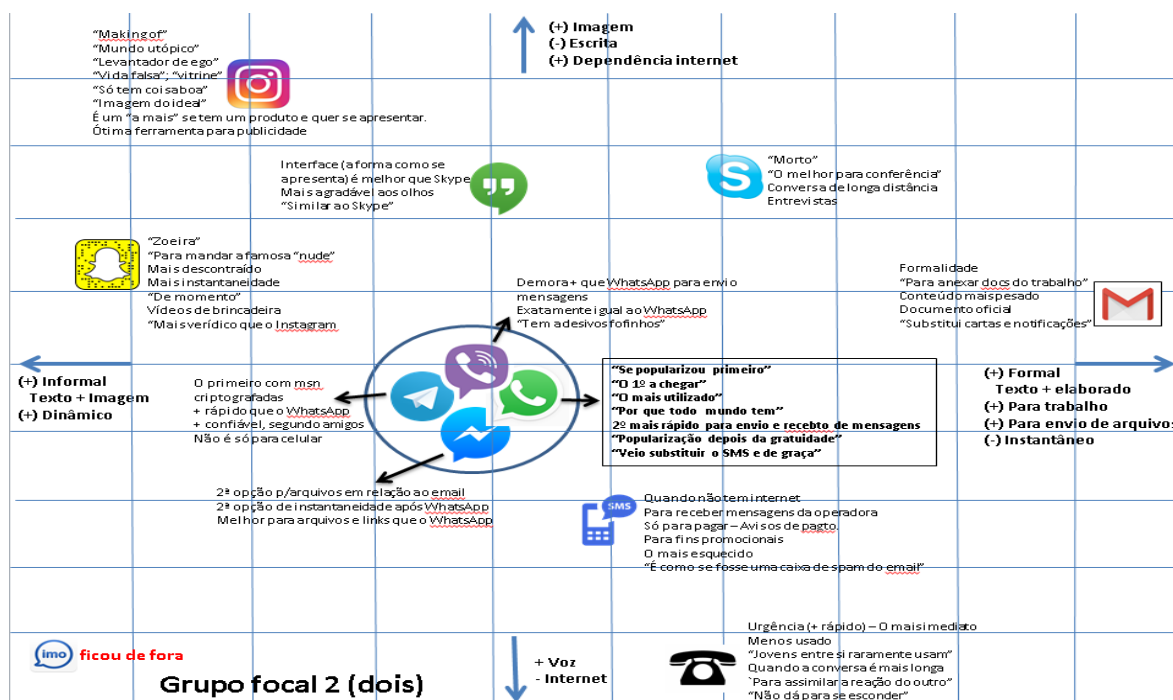 (+) Imagem
(-) Escrita
(+) Dependência internet
“Making of”
“Mundo utópico”
“Levantador de ego”
“Vida falsa”; “vitrine”
“Só tem coisa boa”
“Imagem do ideal”
É um “a mais” se tem um produto e quer se apresentar.
Ótima ferramenta para publicidade
Interface (a forma como se
apresenta) é melhor que Skype
Mais agradável aos olhos
“Similar ao Skype”
“Morto”
“O melhor para conferência”
Conversa de longa distância
Entrevistas
“Zoeira”
“Para mandar a famosa “nude”
Mais descontraído
Mais instantaneidade
“De momento”
Vídeos de brincadeira
“Mais verídico que o Instagram
Demora + que WhatsApp para envio
mensagens
Exatamente igual ao WhatsApp
“Tem adesivos fofinhos”
Formalidade
“Para anexar docs do trabalho”
Conteúdo mais pesado
Documento oficial
“Substitui cartas e notificações”
(+) Informal
Texto + Imagem
(+) Dinâmico
O primeiro com msn
criptografadas
+ rápido que o WhatsApp
+ confiável, segundo amigos
Não é só para celular
“Se popularizou primeiro”
“O 1º a chegar”
“O mais utilizado”
“Por que todo mundo tem”
2º mais rápido para envio e recebto de mensagens
“Popularização depois da gratuidade”
“Veio substituir o SMS e de graça”
(+) Formal
Texto + elaborado
(+) Para trabalho
(+) Para envio de arquivos
(-) Instantâneo
2ª opção p/arquivos em relação ao email
2ª opção de instantaneidade após WhatsApp
Melhor para arquivos e links que o WhatsApp
SMS
Quando não tem internet
Para receber mensagens da operadora
Só para pagar – Avisos de pagto.
Para fins promocionais
O mais esquecido
“É como se fosse uma caixa de spam do email”
imo
ficou de fora
Grupo focal 2 (dois)
+ Voz
- Internet
Urgência (+ rápido) – O mais imediato
Menos usado
“Jovens entre si raramente usam”
Quando a conversa é mais longa
`Para assimilar a reação do outro”
“Não dá para se esconder”